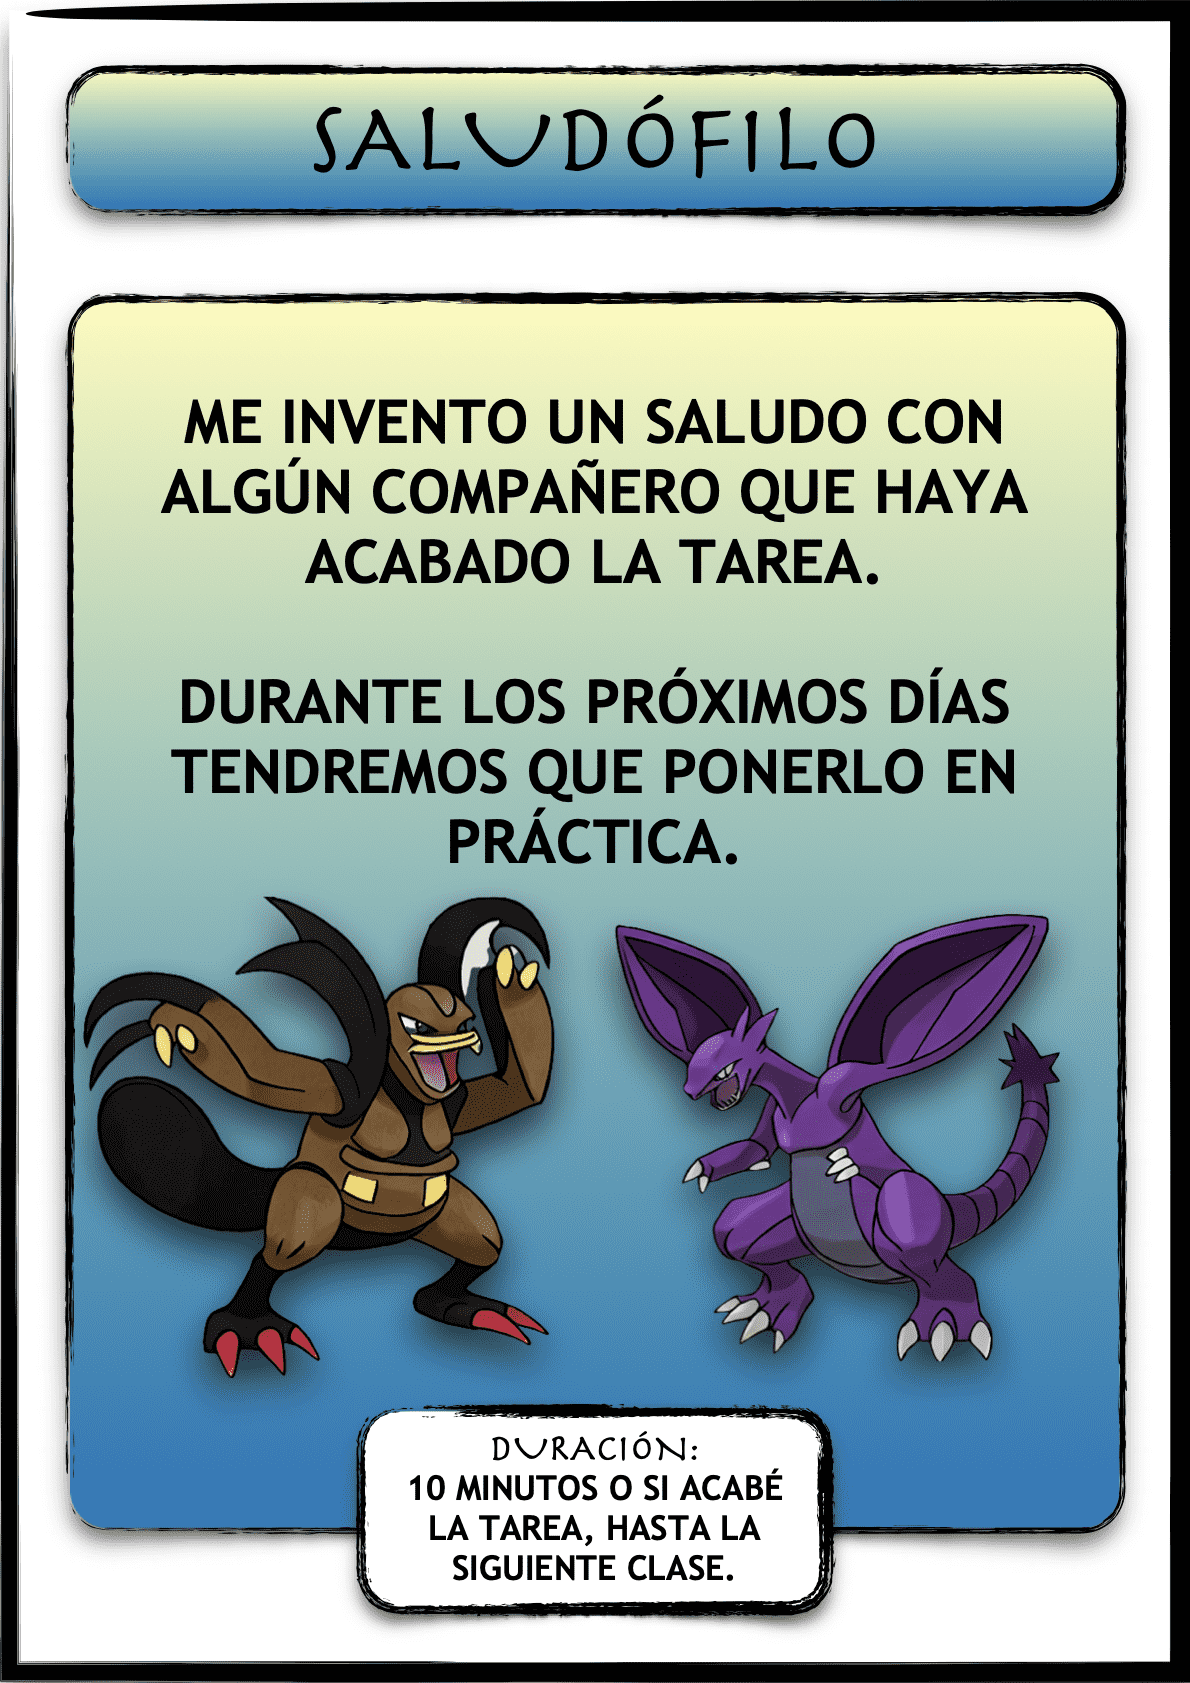 SALUDÓFILO
ME INVENTO UN SALUDO CON
ALGÚN COMPAÑERO QUE HAYA
ACABADO LA TAREA.
DURANTE LOS PRÓXIMOS DÍAS
TENDREMOS QUE PONERLO EN
PRÁCTICA.
DURACIÓN:
10 MINUTOS O SI ACABÉ
LA TAREA, HASTA LA
SIGUIENTE CLASE.